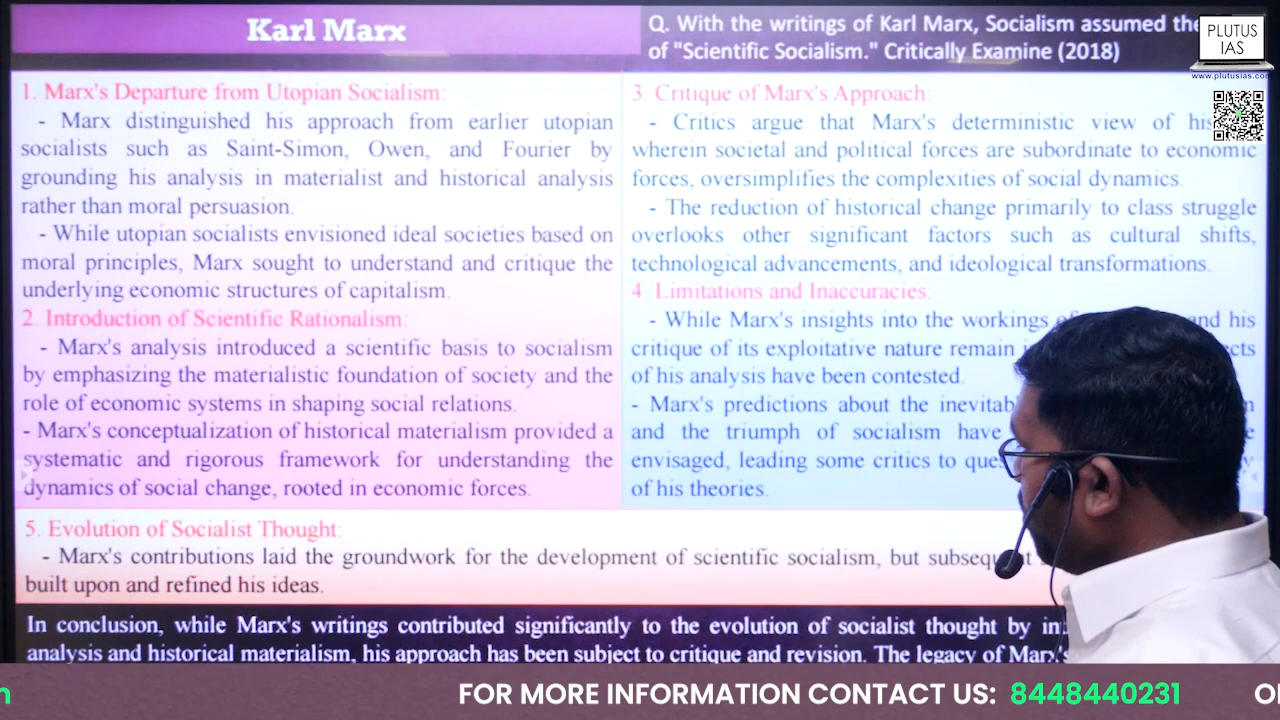 Karl Marx
Q. With the writings of Karl Marx, Socialism assumed the
of "Scientific Socialism." Critically Examine (2018)
PLUTUS
IAS
www.plutusias.com
1. Marx's Departure from Utopian Socialism:
- Marx distinguished his approach from earlier utopian
socialists such as Saint-Simon, Owen, and Fourier by
grounding his analysis in materialist and historical analysis
rather than moral persuasion.
- While utopian socialists envisioned ideal societies based on
moral principles, Marx sought to understand and critique the
underlying economic structures of capitalism.
2. Introduction of Scientific Rationalism:
- Marx's analysis introduced a scientific basis to socialism
by emphasizing the materialistic foundation of society and the
role of economic systems in shaping social relations.
- Marx's conceptualization of historical materialism provided a
systematic and rigorous framework for understanding the
dynamics of social change, rooted in economic forces.
3. Critique of Marx's Approach:
- Critics argue that Marx's deterministic view of
wherein societal and political forces are subordinate to economic
forces, oversimplifies the complexities of social dynamics.
- The reduction of historical change primarily to class struggle
overlooks other significant factors such as cultural shifts,
technological advancements, and ideological transformations.
4. Limitations and Inaccuracies:
- While Marx's insights into the workings and his
critique of its exploitative nature remain
of his analysis have been contested.
- Marx's predictions about the
and the triumph of socialism have
envisaged, leading some critics to
of his theories.
5. Evolution of Socialist Thought:
- Marx's contributions laid the groundwork for the development of scientific socialism, but
built upon and refined his ideas.
In conclusion, while Marx's writings contributed significantly to the evolution of socialist thought by
analysis and historical materialism, his approach has been subject to critique and revision. The legacy of Marx's
FOR MORE INFORMATION CONTACT US: 8448440231